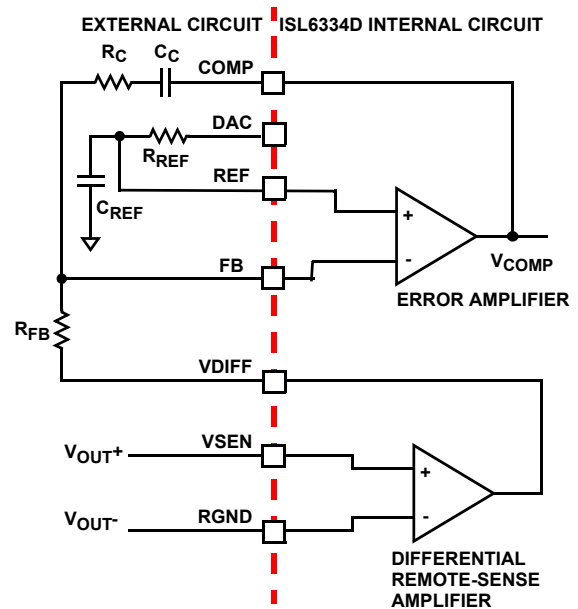 EXTERNAL CIRCUIT
ISL6334D INTERNAL CIRCUIT
RC
CC
COMP
DAC
RREF
REF
CREF
+
-
VCOMP
FB
ERROR AMPLIFIER
RFB
VDIFF
VOUT+
VSEN
+
VOUT-
RGND
-
DIFFERENTIAL
REMOTE-SENSE
AMPLIFIER